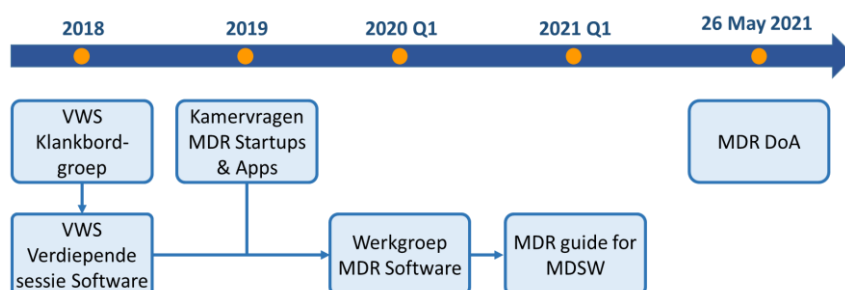 2018
2019
2020 Q1
2021 Q1
26 May 2021
VWS
Klankbord-
groep
Kamervragen
MDR Startups
& Apps
MDR DoA
VWS
Verdiepende
sessie Software
Werkgroep
MDR Software
MDR guide for
MDSW